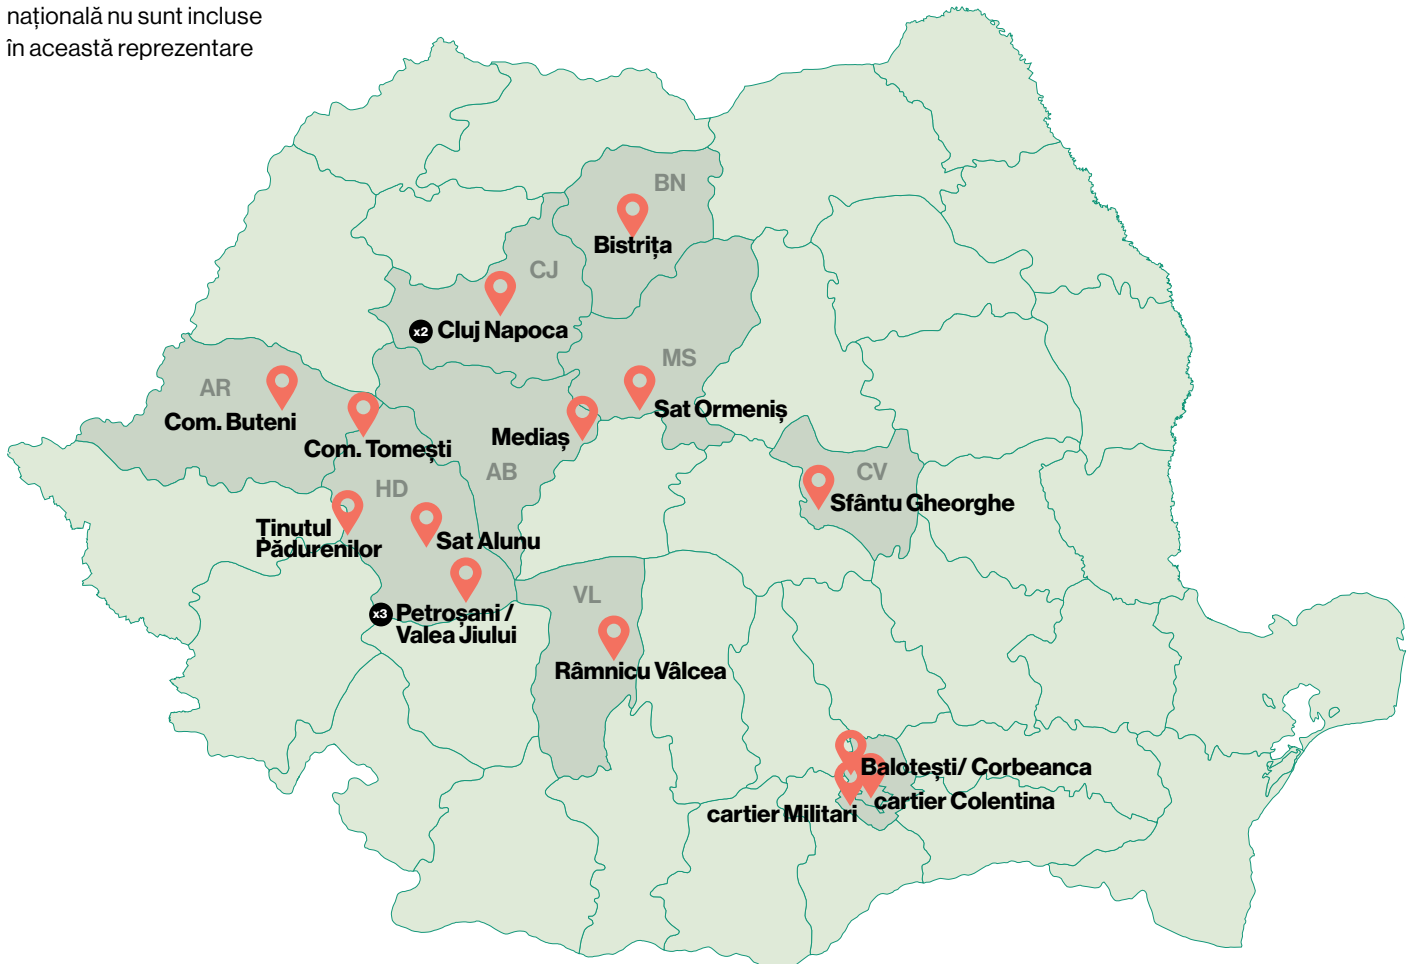 națională nu sunt incluse
în această reprezentare
BN
Bistrița
CJ
x2 Cluj Napoca
MS
AR
Sat Ormeniș
Com. Buteni
Mediaș
Com. Tomești
AB
CV
HD
Sfântu Gheorghe
Ținutul
Pădurenilor
Sat Alunu
VL
x3 Petroșani /
Valea Jiului
Râmnicu Vâlcea
Balotești/ Corbeanca
cartier Colentina
cartier Militari